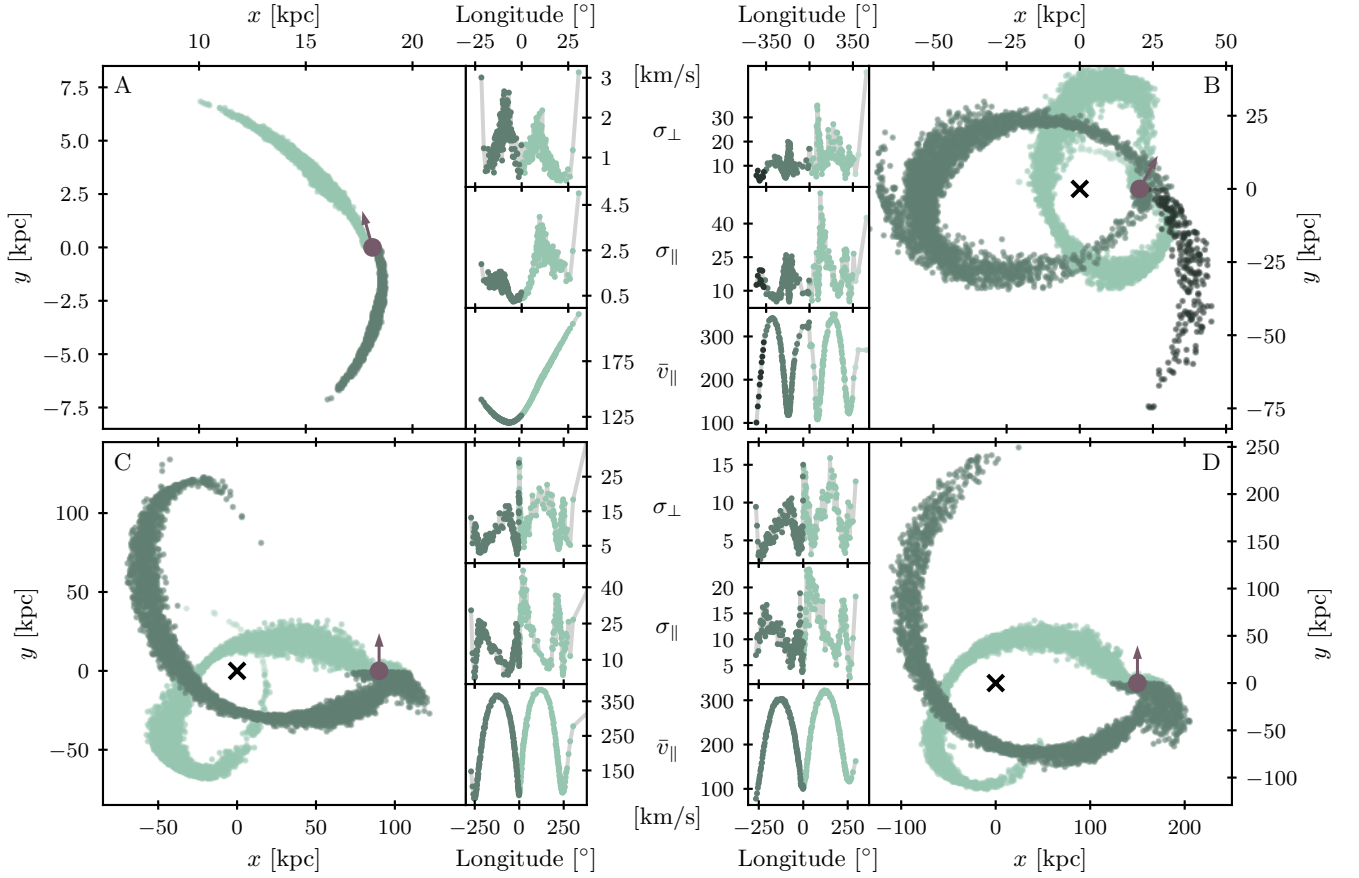 x [kpc] Longitude [°] Longitude [°] x [kpc]
10 12 14 16 18 20 −25 0 25 −350 0 350 −50 −25 0 25 50
A B
[km/s]
7.5 5.0 2.5 0.0 −2.5 −5.0 −7.5
y [kpc]
3 2 1
σ⊥
30 20 10
4.5 2.5 0.5
σ∥
40 25 10
175 125
v̄∥
300 200 100
25 0 −25 −50 −75
y [kpc]
C D
100 50 0 −50
y [kpc]
25 15 5
σ⊥
15 10 5
40 25 10
σ∥
20 15 10 5
350 250 150
v̄∥
300 200 100
250 200 150 100 50 0 −50 −100
y [kpc]
[km/s]
−50 0 50 100 −250 0 250 −250 0 250 −100 0 100 200
x [kpc] Longitude [°] Longitude [°] x [kpc]